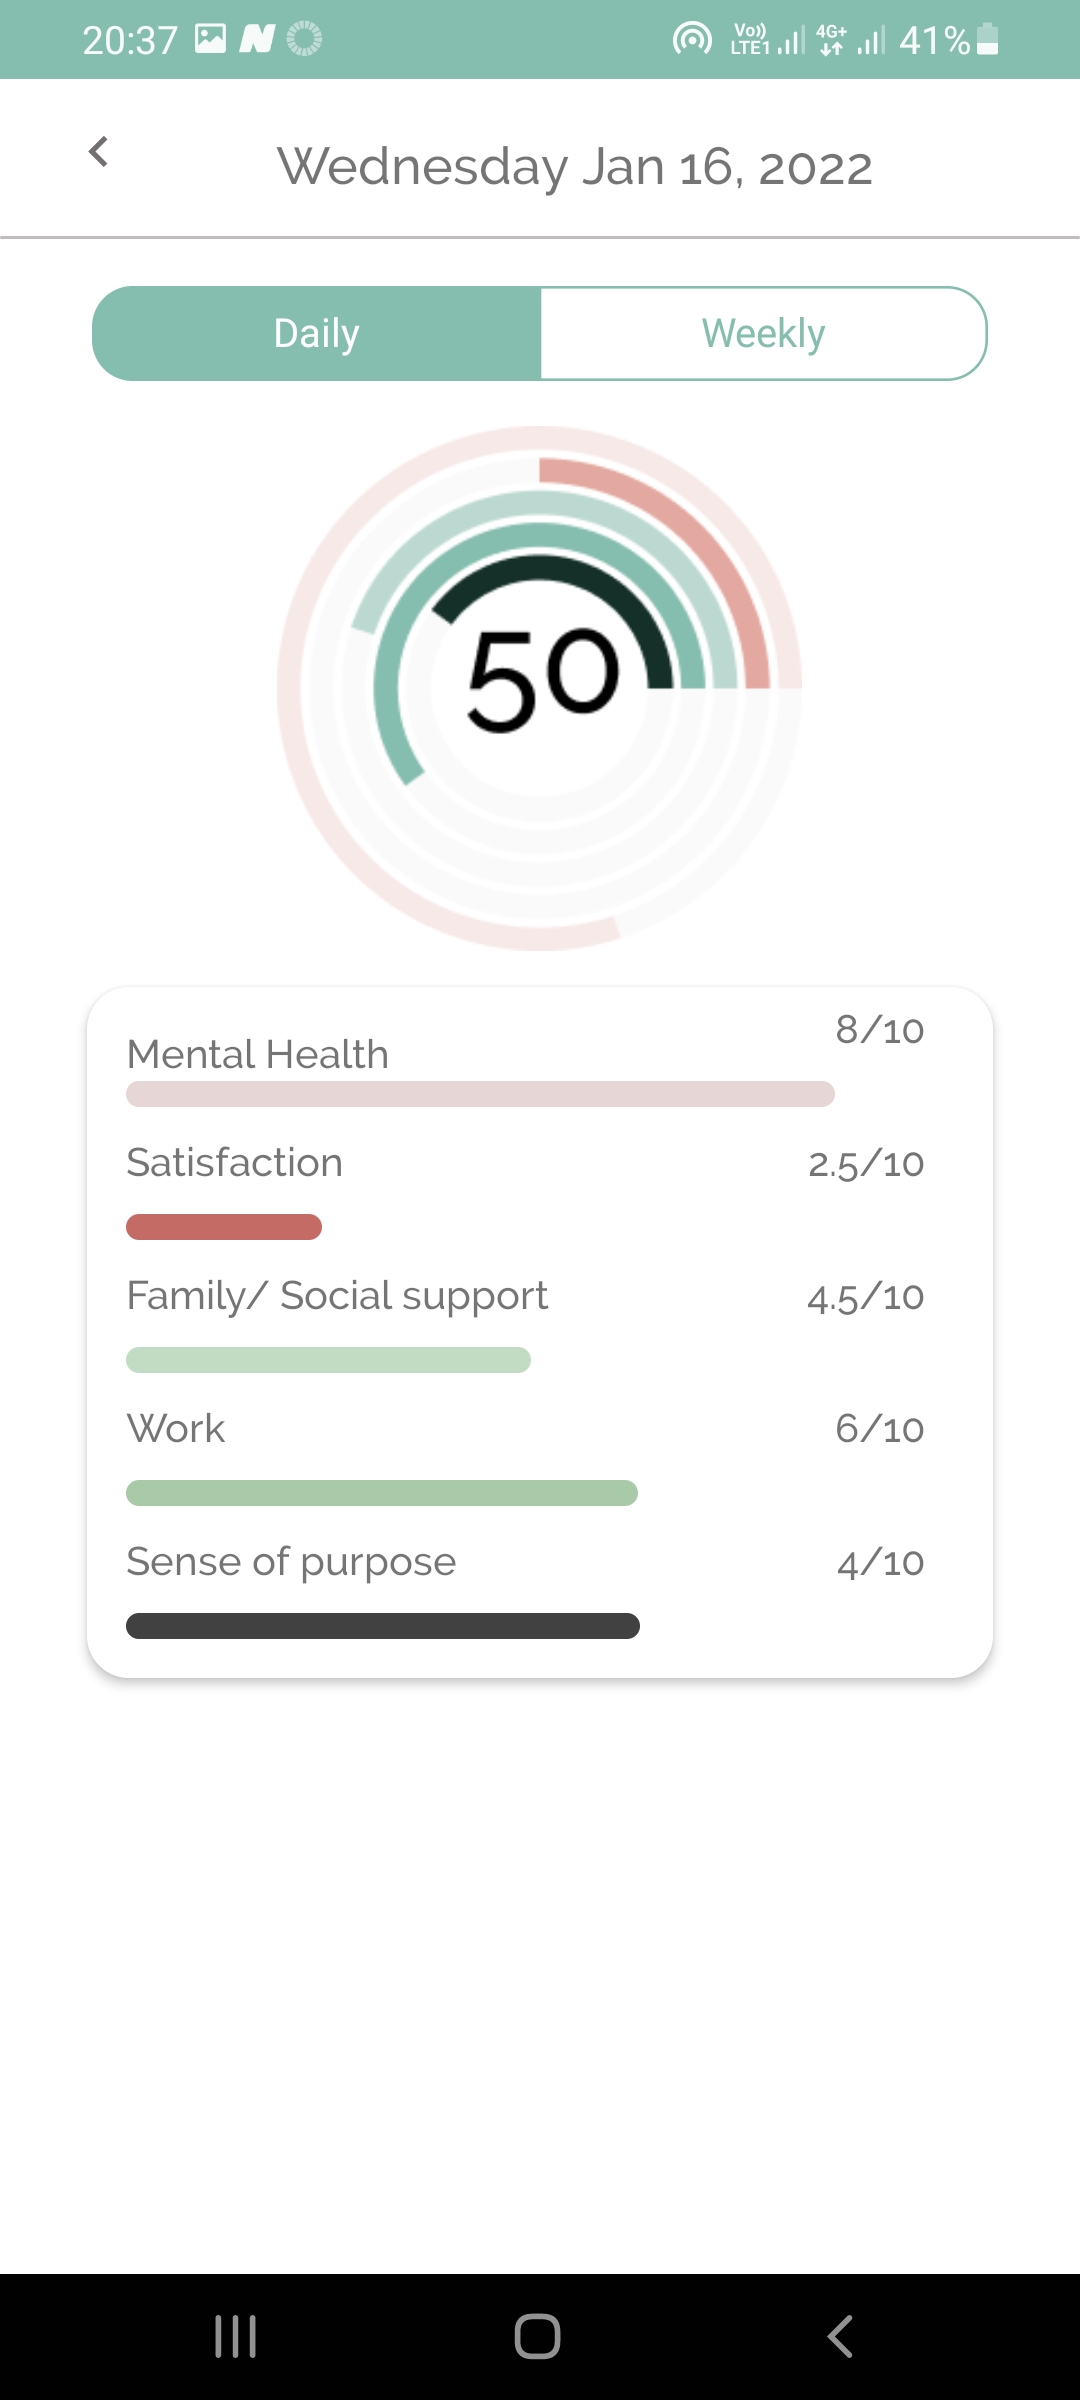 20:37 N Vo)) LTE1 4G+ 41%
Wednesday Jan 16, 2022
Daily Weekly
50
8/10
Mental Health
Satisfaction 2.5/10
Family/ Social support 4.5/10
Work 6/10
Sense of purpose 4/10